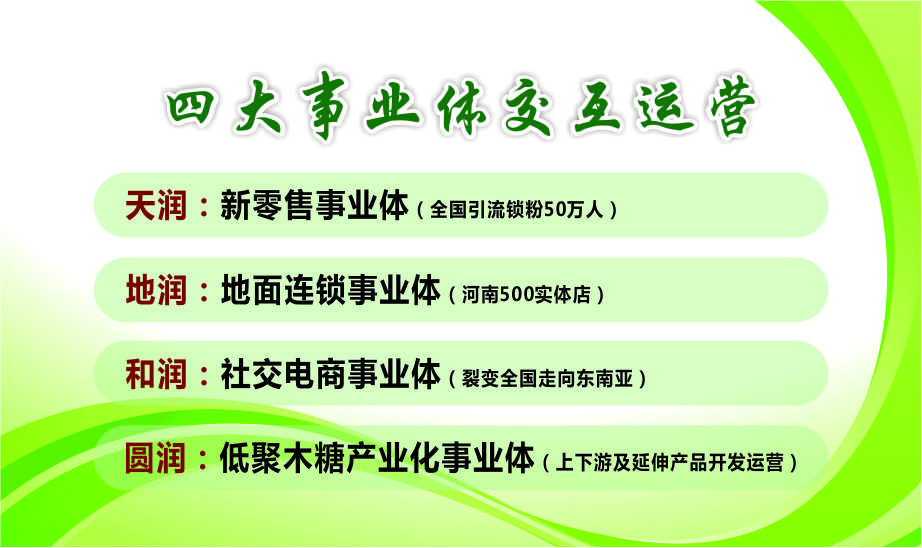 四大事业体交互运营
天润：新零售事业体（全国引流锁粉50万人）
地润：地面连锁事业体（河南500实体店）
和润：社交电商事业体（裂变全国走向东南亚）
圆润：低聚木糖产业化事业体（上下游及延伸产品开发运营）